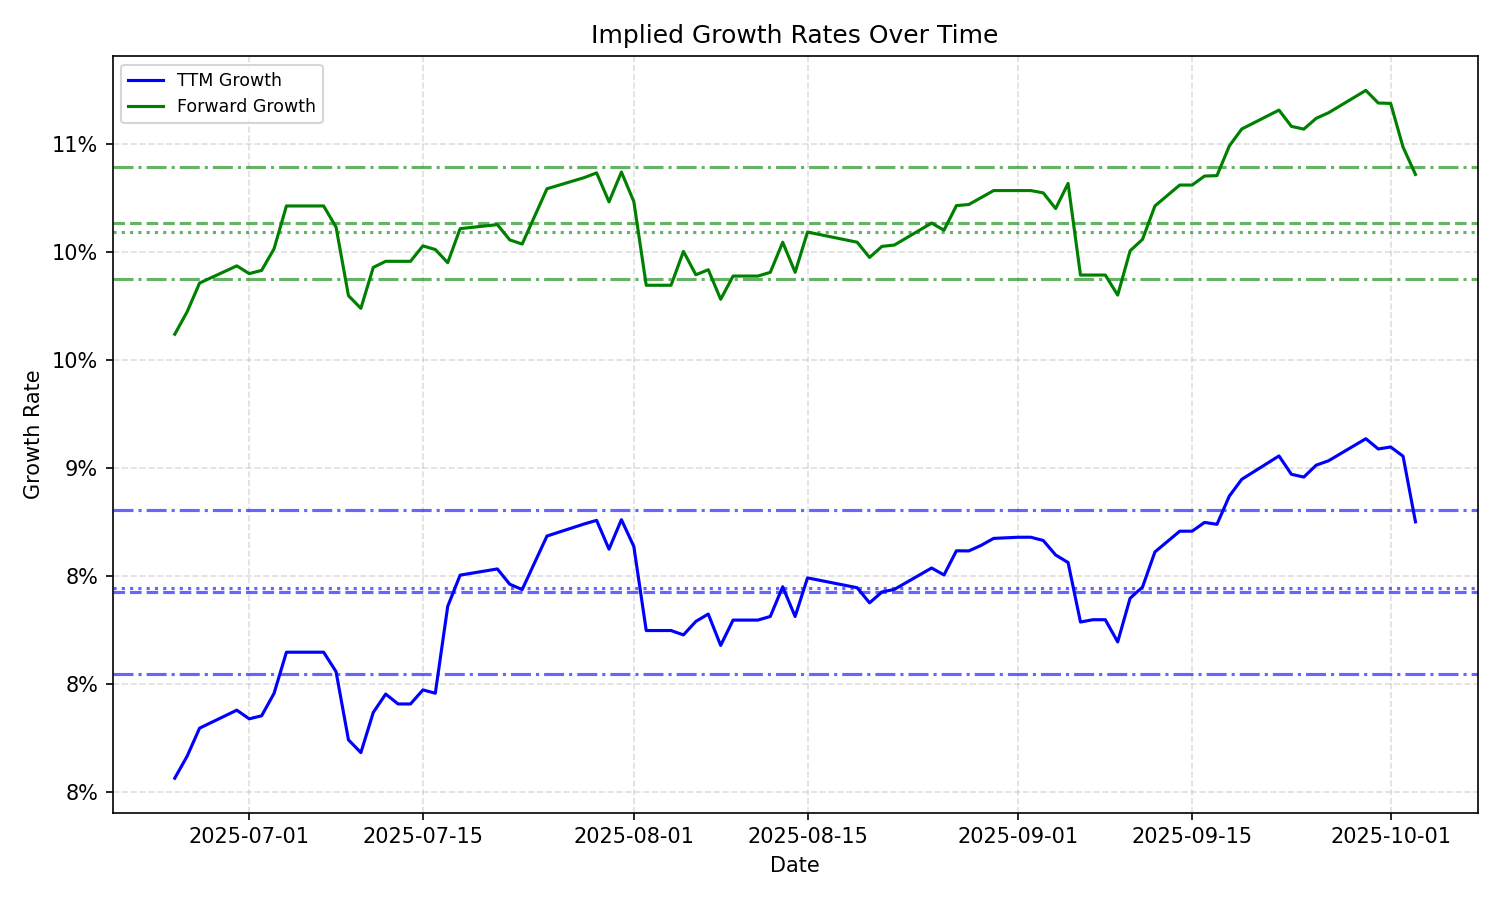 Implied Growth Rates Over Time
TTM Growth
Forward Growth
11%
10%
10%
9%
8%
8%
8%
Growth Rate
2025-07-01
2025-07-15
2025-08-01
2025-08-15
2025-09-01
2025-09-15
2025-10-01
Date